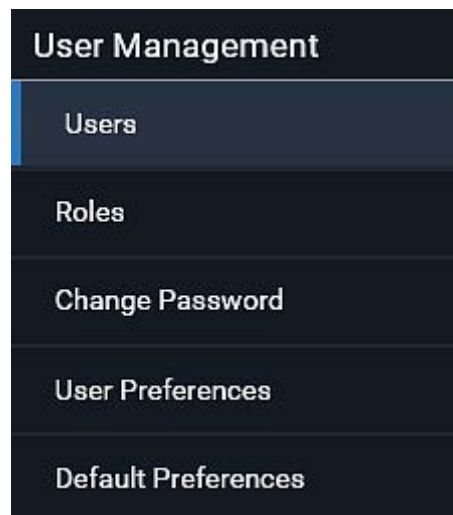 User Management
Users
Roles
Change Password
User Preferences
Default Preferences